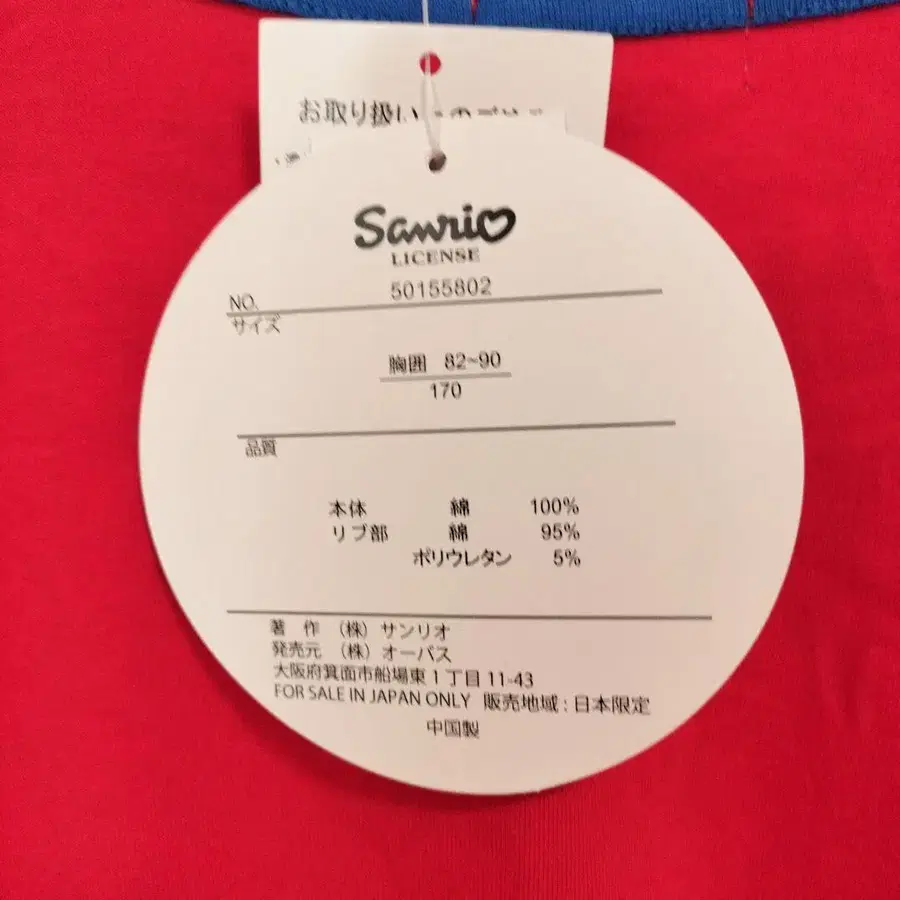 お取り扱い
Sanrio
LICENSE
NO. 50155802
サイズ
胸囲 82~90
170
品質
本体 綿 100%
リブ部 綿 95%
ポリウレタン 5%
著 作 （株） サンリオ
発売元 （株） オーパス
大阪府箕面市船場東1丁目11-43
FOR SALE IN JAPAN ONLY 販売地域 : 日本限定
中国製